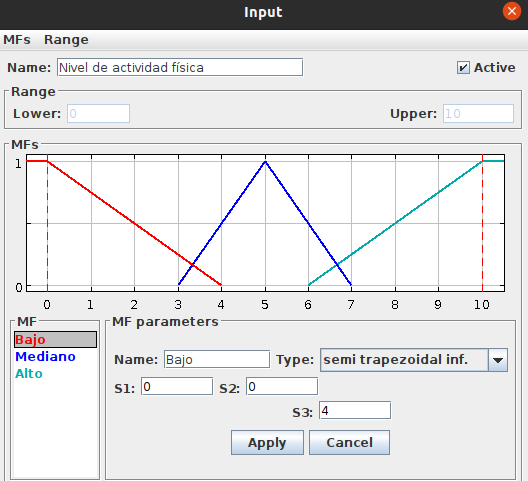 Input
MFs Range
Name: Nivel de actividad física Active
Range
Lower: 0 Upper: 10
MFs
1
0
0 1 2 3 4 5 6 7 8 9 10
MF
Bajo
Mediano
Alto
MF parameters
Name: Bajo Type: semi trapezoidal inf.
S1: 0 S2: 0
S3: 4
Apply Cancel